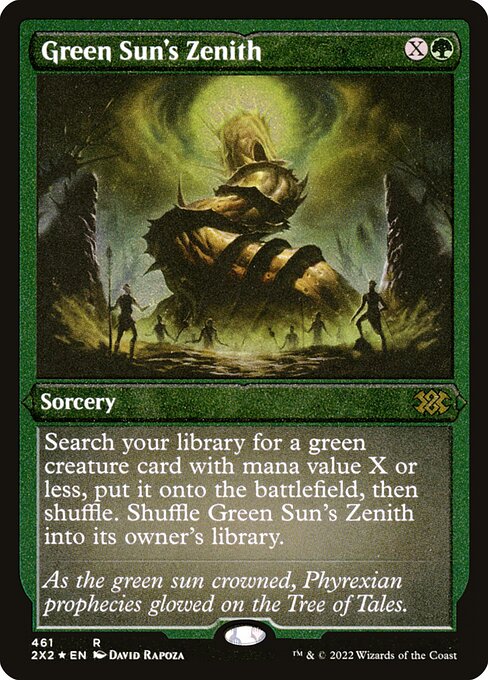 Green Sun's Zenith X
Sorcery
Search your library for a green
creature card with mana value X or
less, put it onto the battlefield, then
shuffle. Shuffle Green Sun's Zenith
into its owner's library.
As the green sun crowned, Phyrexian
prophecies glowed on the Tree of Tales.
461 R
2X2 ★ EN DAVID RAPOZA
™ & © 2022 Wizards of the Coast